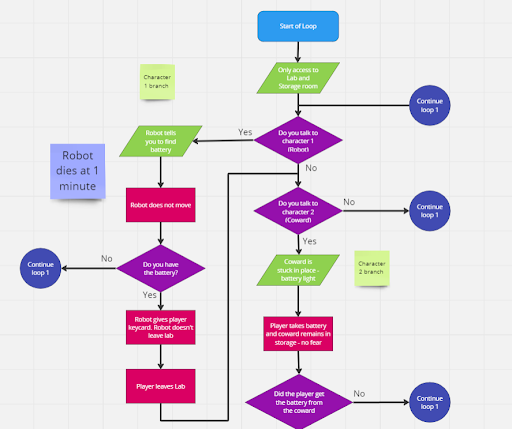 Start of Loop
Only access to
Lab and
Storage room
Character
1 branch
Continue
loop 1
Do you talk to
character 1
(Robot)
Yes
Robot tells
you to find
battery
Robot
dies at 1
minute
No
Robot does not move
Do you talk to
character 2
(Coward)
No
Continue
loop 1
Yes
Do you have
the battery?
No
Continue
loop 1
Coward is
stuck in place -
battery light
Character
2 branch
Yes
Robot gives player
keycard. Robot doesn't
leave lab
Player takes battery
and coward remains in
storage - no fear
Player leaves Lab
Did the player get
the battery from
the coward
No
Continue
loop 1